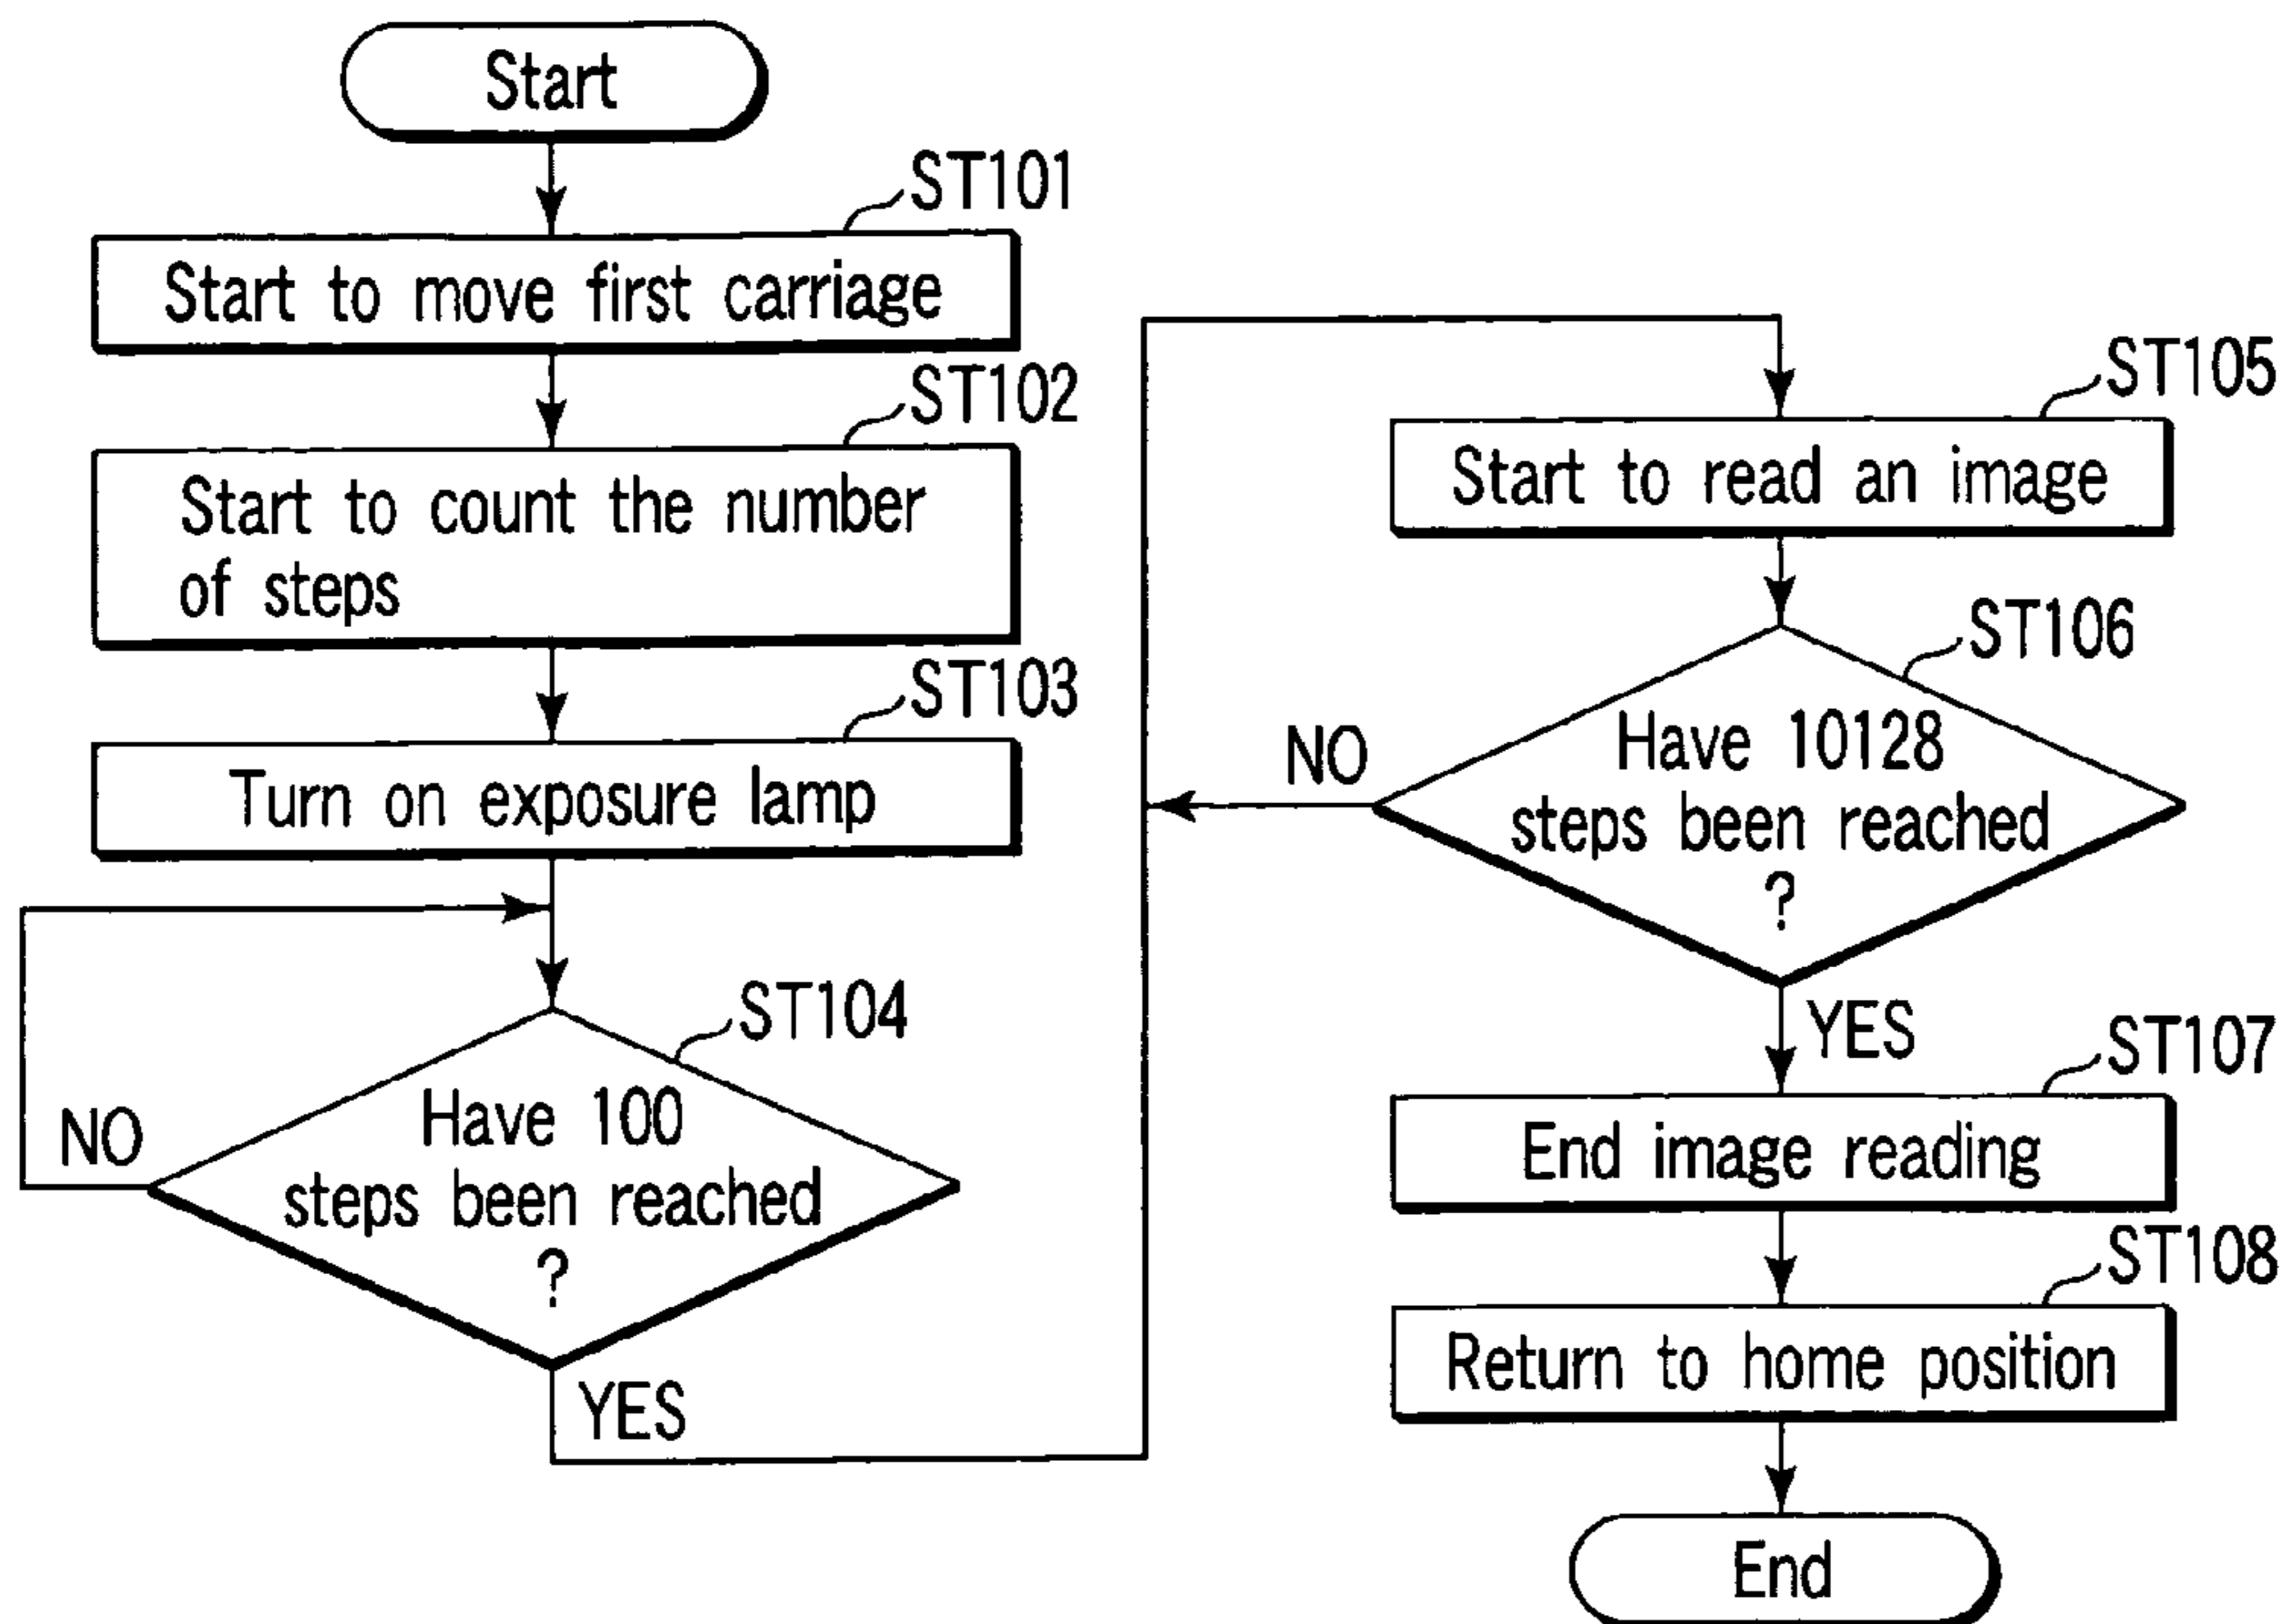 Start
ST101
Start to move first carriage
ST102
Start to count the number
of steps
ST103
Turn on exposure lamp
ST104
Have 100
steps been reached
?
NO
YES
ST105
Start to read an image
ST106
Have 10128
steps been reached
?
NO
YES
ST107
End image reading
ST108
Return to home position
End